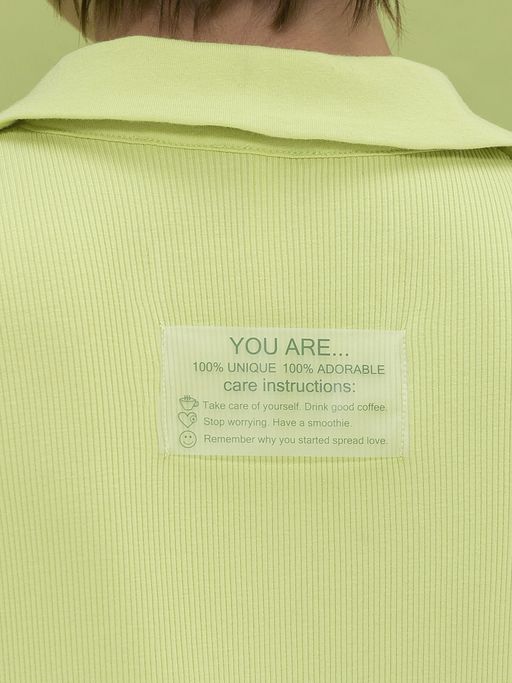 YOU ARE...
100% UNIQUE 100% ADORABLE
care instructions:
Take care of yourself. Drink good coffee.
Stop worrying. Have a smoothie.
Remember why you started spread love.